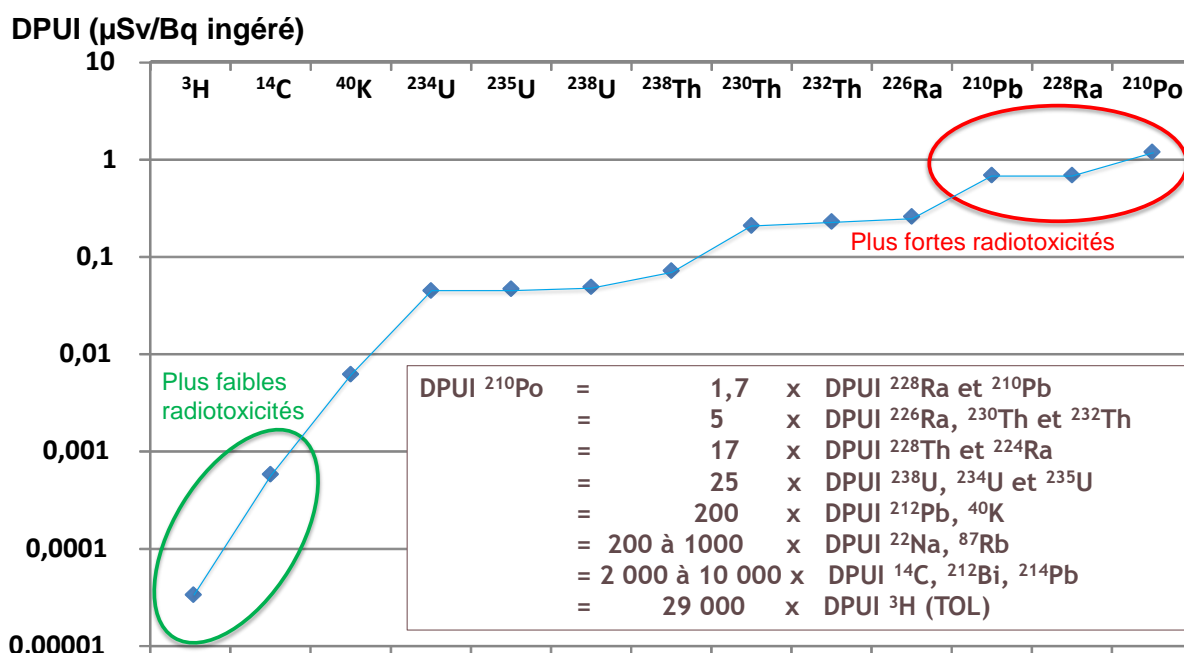 DPUI (µSv/Bq ingéré)
10
³H ¹⁴C ⁴⁰K ²³⁴U ²³⁵U ²³⁸U ²³⁸Th ²³⁰Th ²³²Th ²²⁶Ra ²¹⁰Pb ²²⁸Ra ²¹⁰Po
1
Plus fortes radiotoxicités
0,1
0,01
Plus faibles
radiotoxicités
0,001
0,0001
0,00001
DPUI ²¹⁰Po = 1,7 x DPUI ²²⁸Ra et ²¹⁰Pb
= 5 x DPUI ²²⁶Ra, ²³⁰Th et ²³²Th
= 17 x DPUI ²²⁸Th et ²²⁴Ra
= 25 x DPUI ²³⁸U, ²³⁴U et ²³⁵U
= 200 x DPUI ²¹²Pb, ⁴⁰K
= 200 à 1000 x DPUI ²²Na, ⁸⁷Rb
= 2 000 à 10 000 x DPUI ¹⁴C, ²¹²Bi, ²¹⁴Pb
= 29 000 x DPUI ³H (TOL)